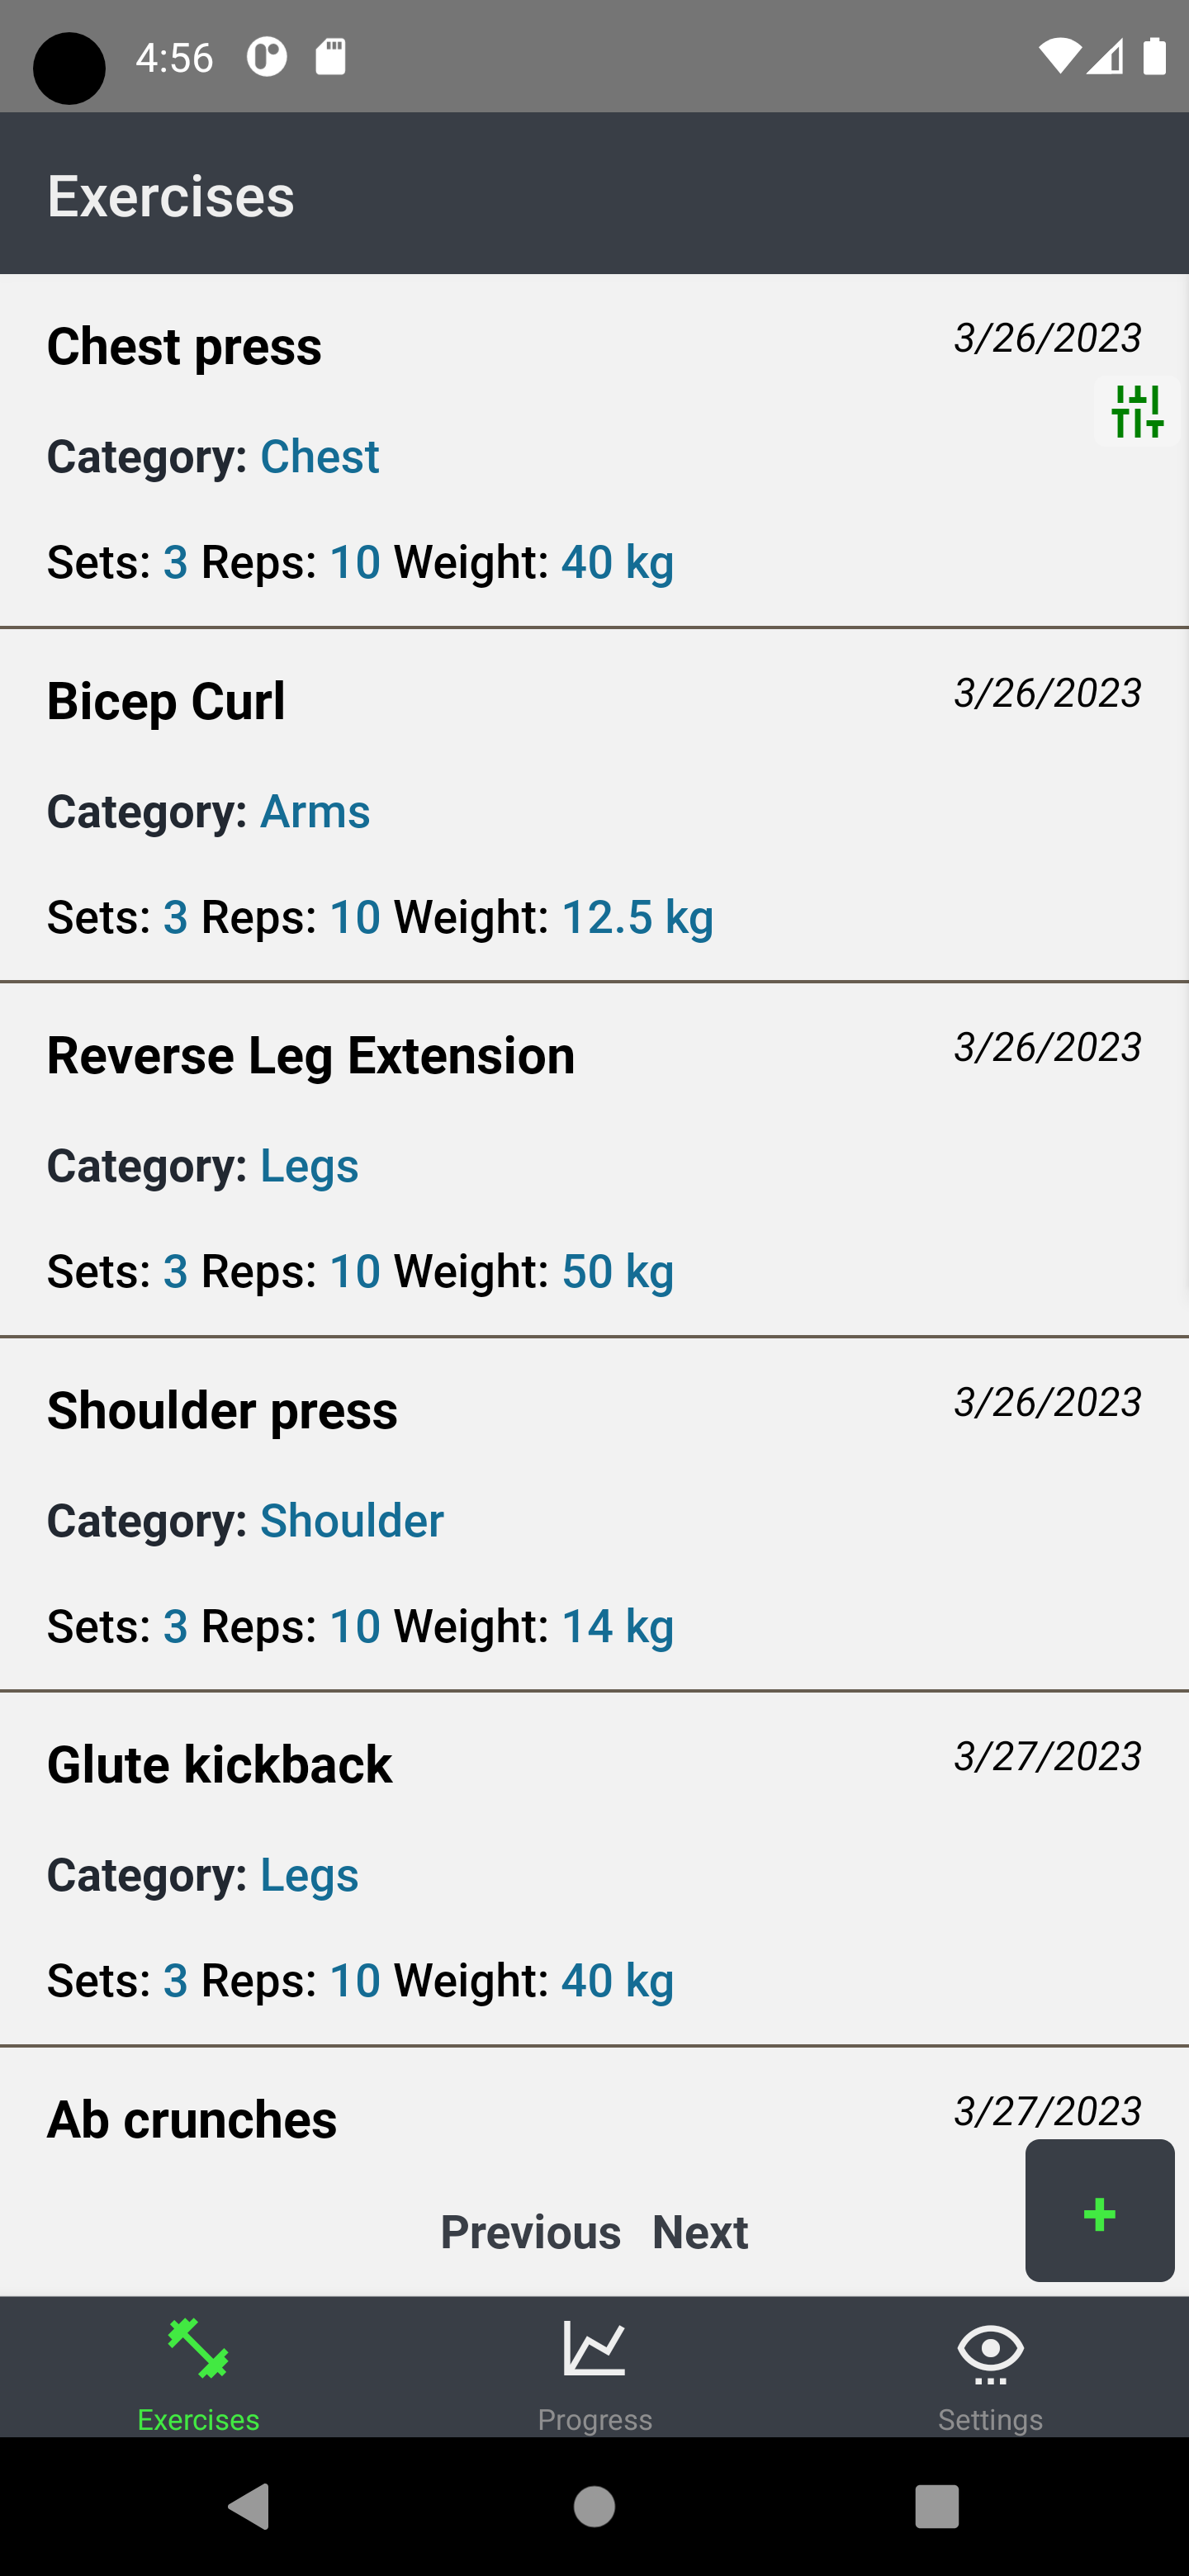 4:56
Exercises
Chest press 3/26/2023
Category: Chest
Sets: 3 Reps: 10 Weight: 40 kg
Bicep Curl 3/26/2023
Category: Arms
Sets: 3 Reps: 10 Weight: 12.5 kg
Reverse Leg Extension 3/26/2023
Category: Legs
Sets: 3 Reps: 10 Weight: 50 kg
Shoulder press 3/26/2023
Category: Shoulder
Sets: 3 Reps: 10 Weight: 14 kg
Glute kickback 3/27/2023
Category: Legs
Sets: 3 Reps: 10 Weight: 40 kg
Ab crunches 3/27/2023
+
Previous Next
Exercises Progress Settings